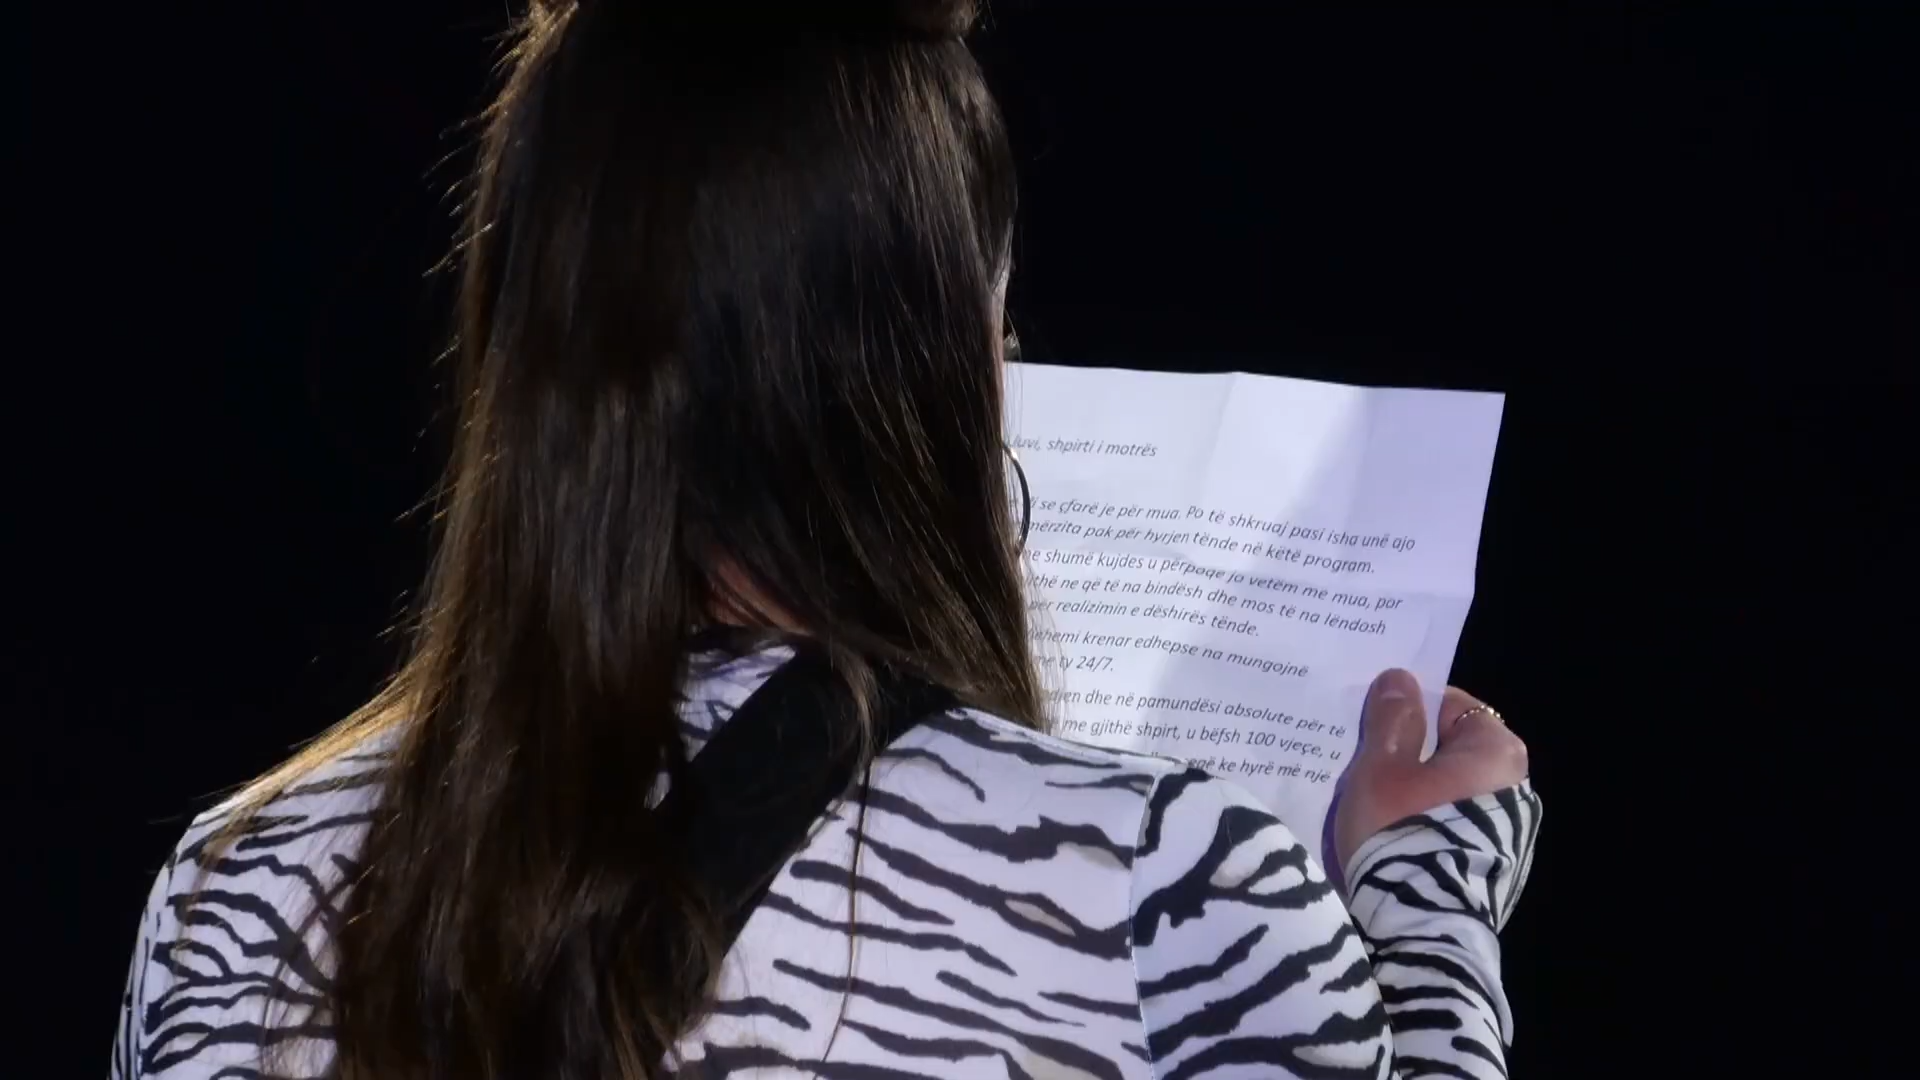 Juvi, shpirti i motrës
se çfarë je për mua. Po të shkruaj pasi isha unë ajo
mërzita pak për hyrjen tënde në këtë program.
me shumë kujdes u përpoqe jo vetëm me mua, por
gjithë ne që të na bindësh dhe mos të na lëndosh
për realizimin e dëshirës tënde.
ndjehemi krenar edhepse na mungojnë
me ty 24/7.
dhe në pamundësi absolute për të
me gjithë shpirt, u bëfsh 100 vjeçe, u
ke hyrë më një